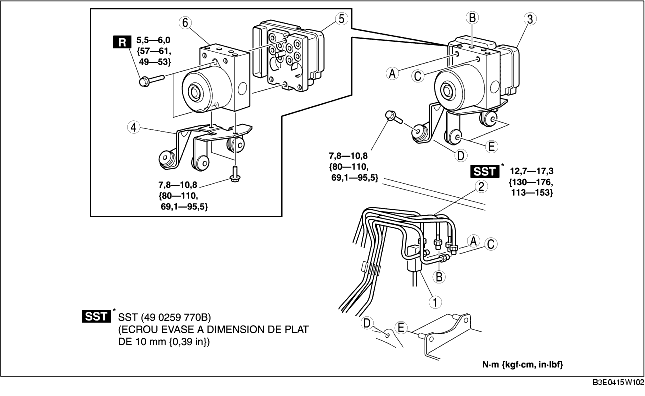 6
5
R 5,5—6,0
{57—61,
49—53}
4
7,8—10,8
{80—110,
69,1—95,5}
B
3
A
C
D
E
7,8—10,8
{80—110,
69,1—95,5}
SST* 12,7—17,3
{130—176,
113—153}
2
A
C
B
1
D
E
SST* SST (49 0259 770B)
(ECROU EVASE A DIMENSION DE PLAT
DE 10 mm {0,39 in})
N·m {kgf·cm, in·lbf}
B3E0415W102